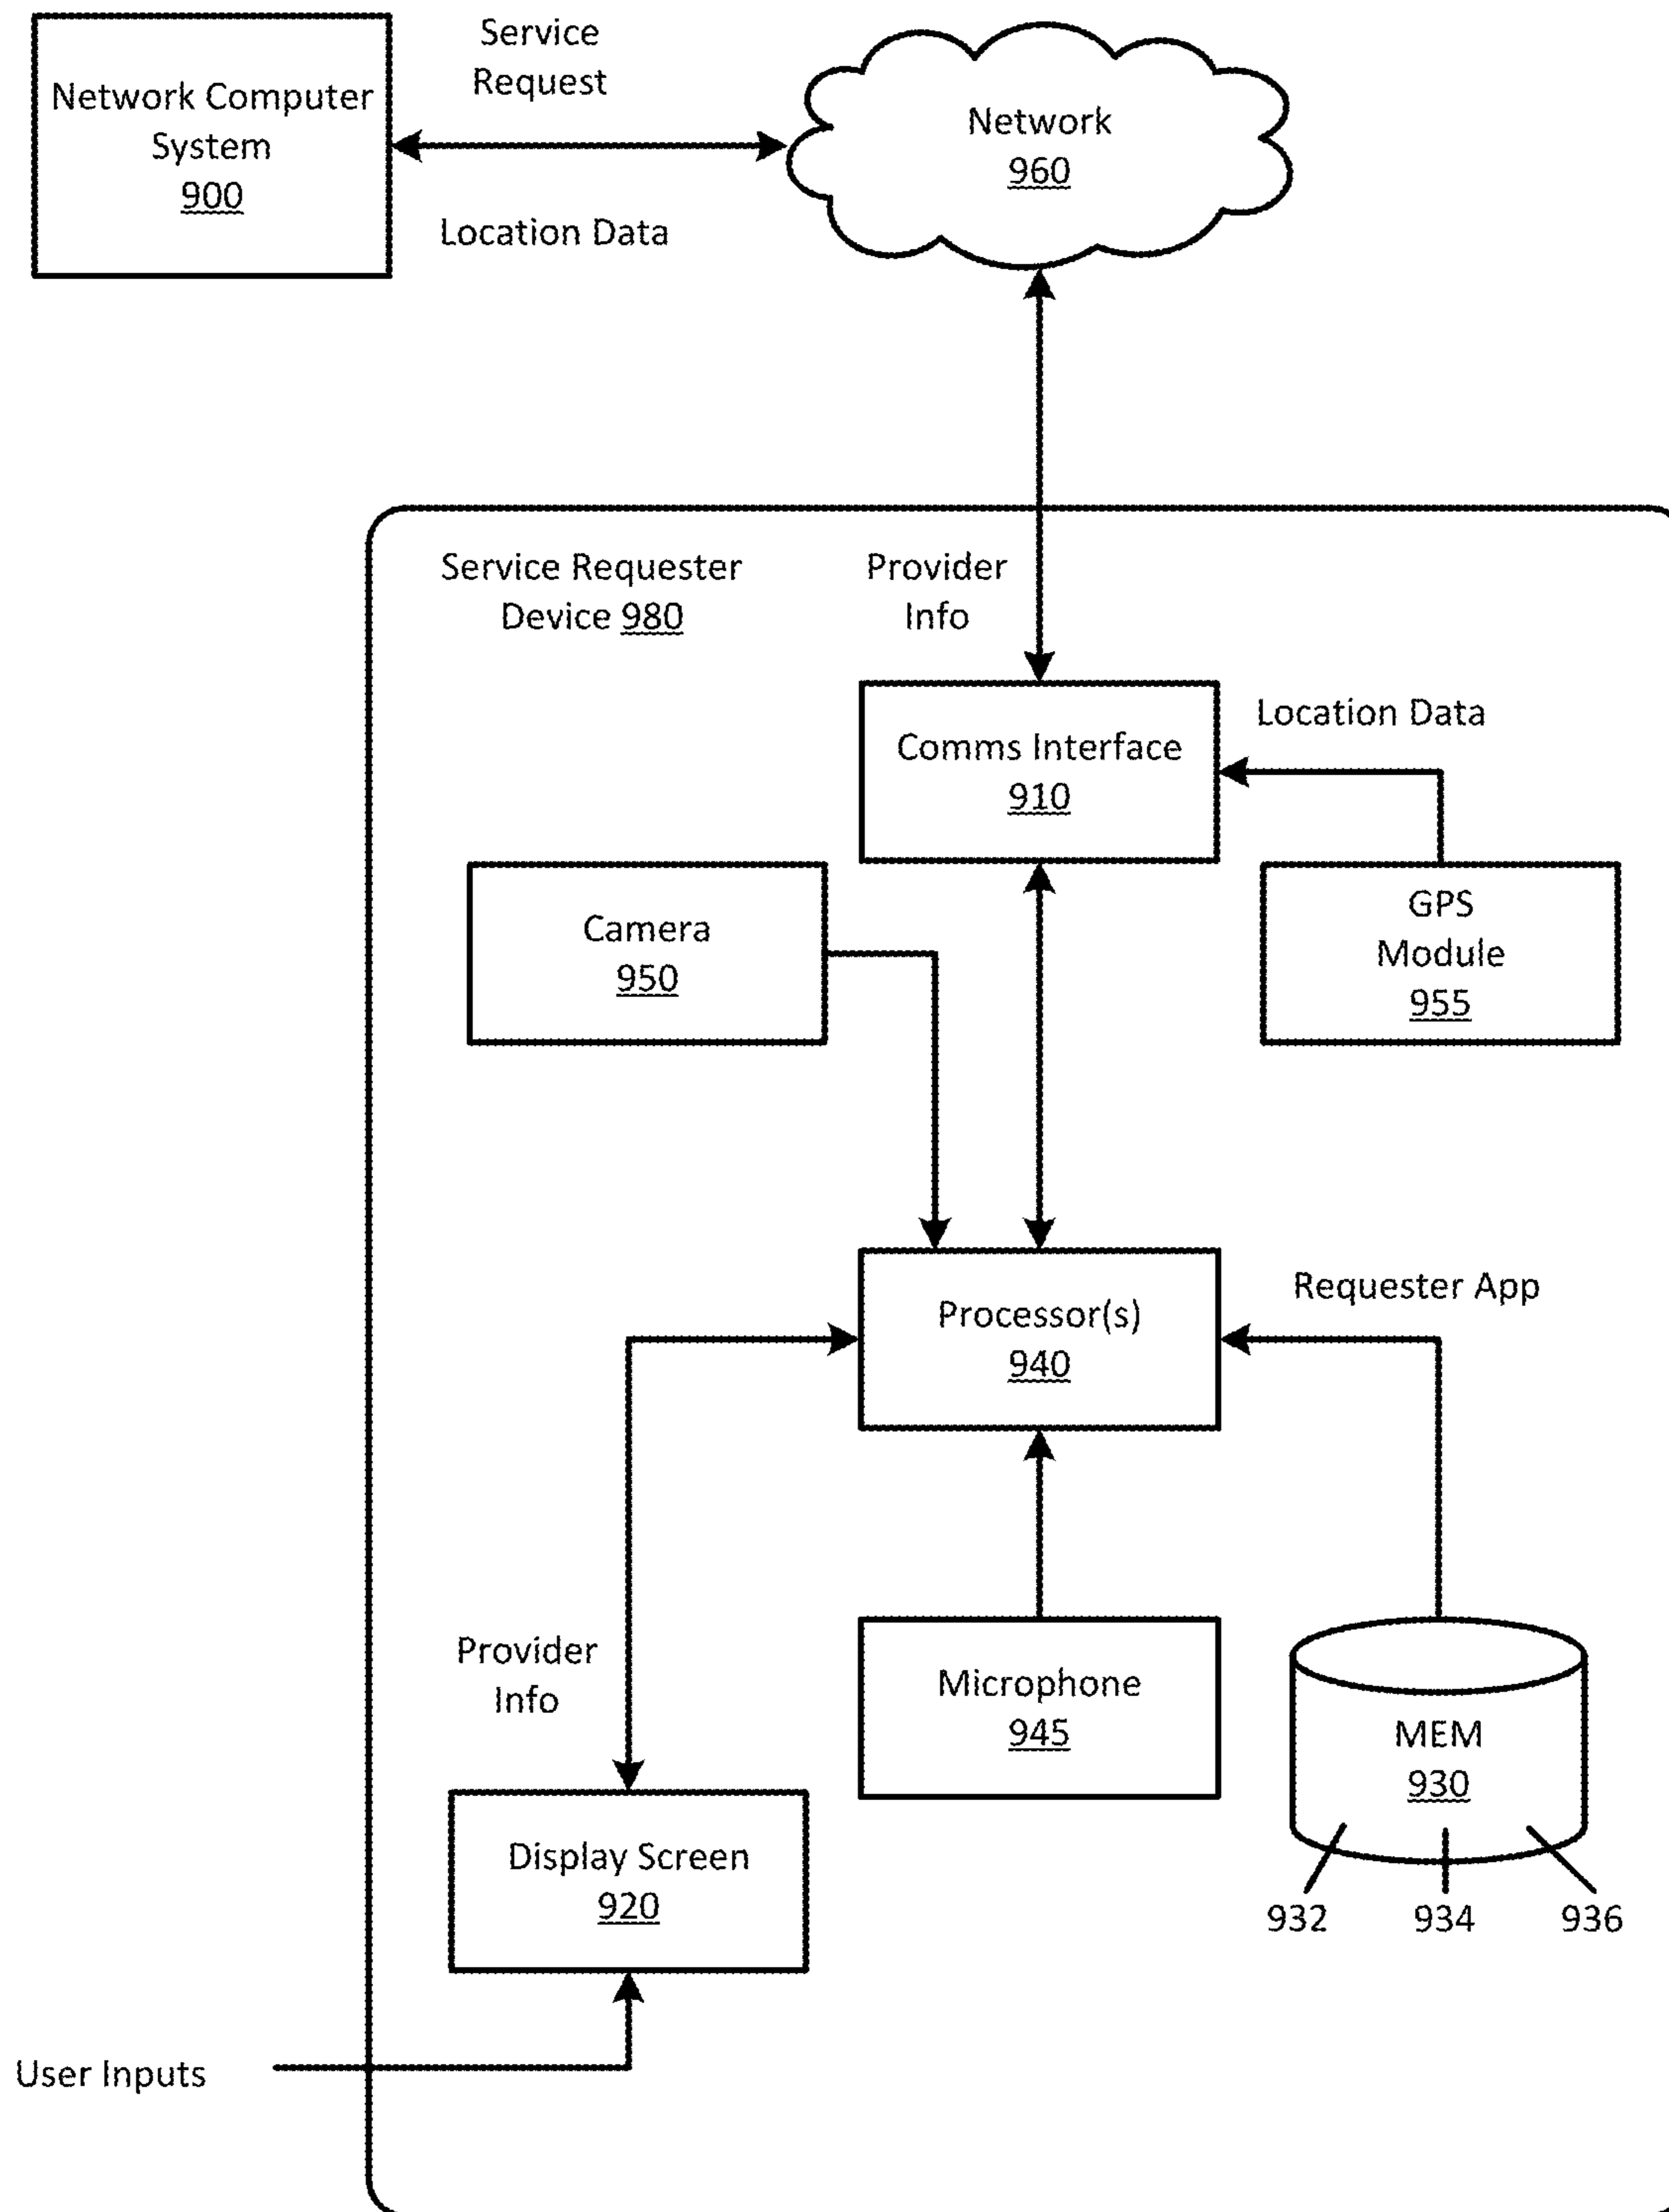 Network Computer
System
900
Service
Request
Location Data
Network
960
Service Requester
Device 980
Provider
Info
Comms Interface
910
Location Data
Camera
950
GPS
Module
955
Processor(s)
940
Requester App
Provider
Info
Microphone
945
MEM
930
932
934
936
Display Screen
920
User Inputs